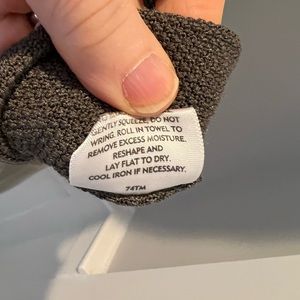 GENTLY SQUEEZE, DO NOT
WRING. ROLL IN TOWEL TO
REMOVE EXCESS MOISTURE.
RESHAPE AND
LAY FLAT TO DRY.
COOL IRON IF NECESSARY.
74TM